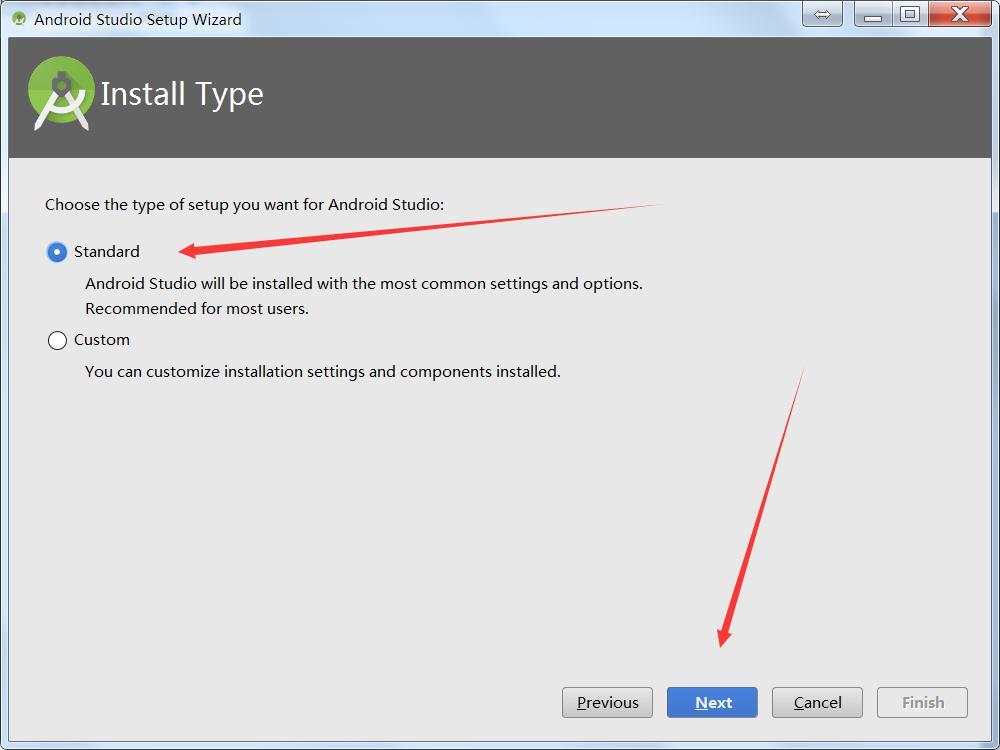 Android Studio Setup Wizard
Install Type
Choose the type of setup you want for Android Studio:
Standard
Android Studio will be installed with the most common settings and options.
Recommended for most users.
Custom
You can customize installation settings and components installed.
Previous Next Cancel Finish